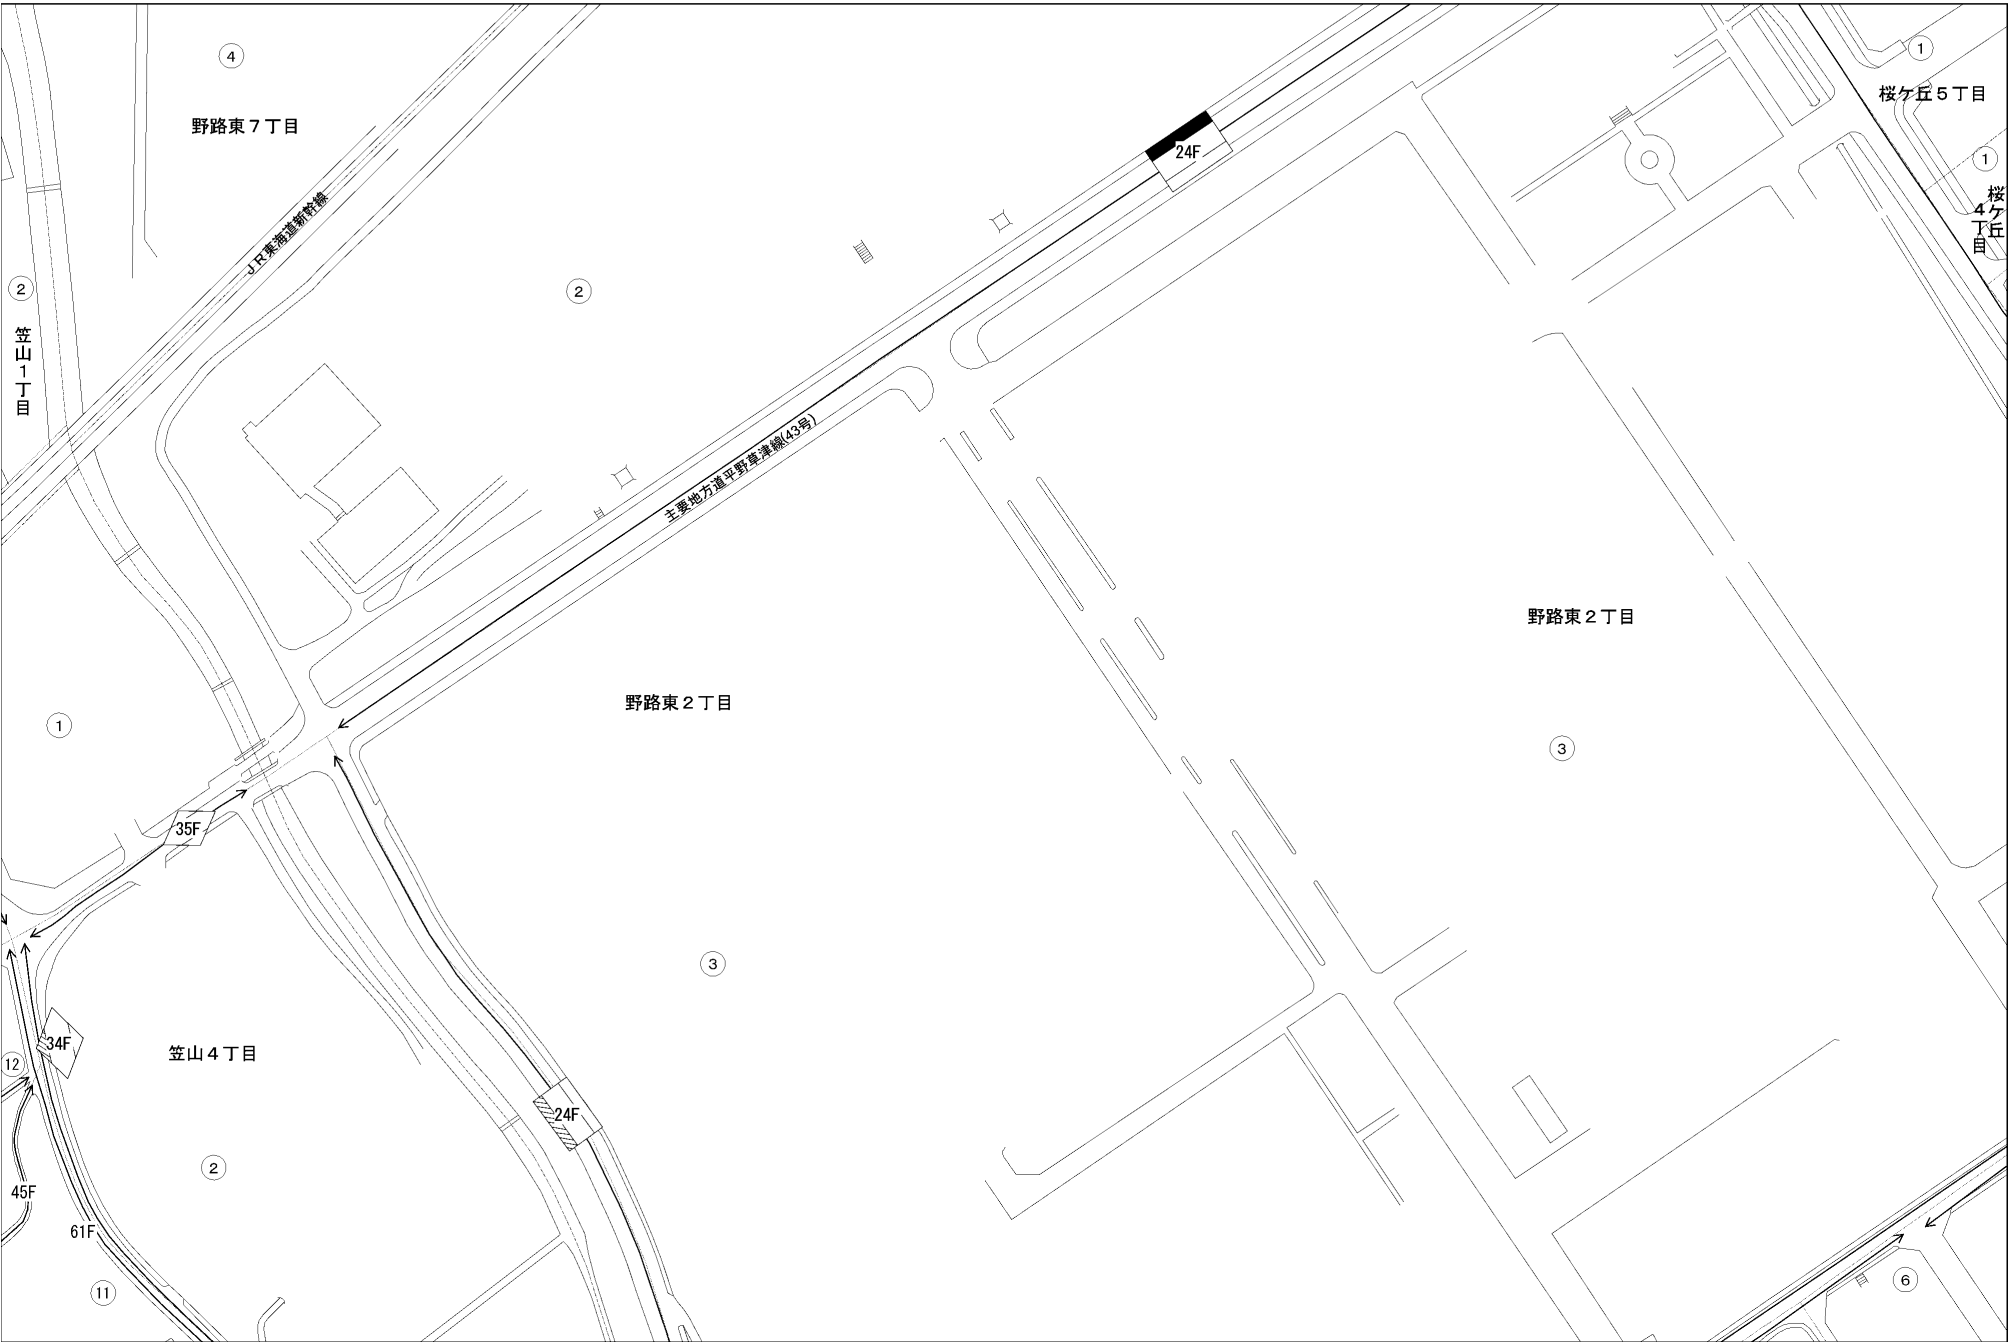 ④
①
桜ケ丘５丁目
野路東７丁目
24F
①
桜ケ丘
４丁目
ＪＲ東海道新幹線
②
②
笠山１丁目
主要地方道平野草津線(43号)
野路東２丁目
野路東２丁目
①
③
35F
③
34F
笠山４丁目
⑫
24F
②
45F
61F
⑪
⑥